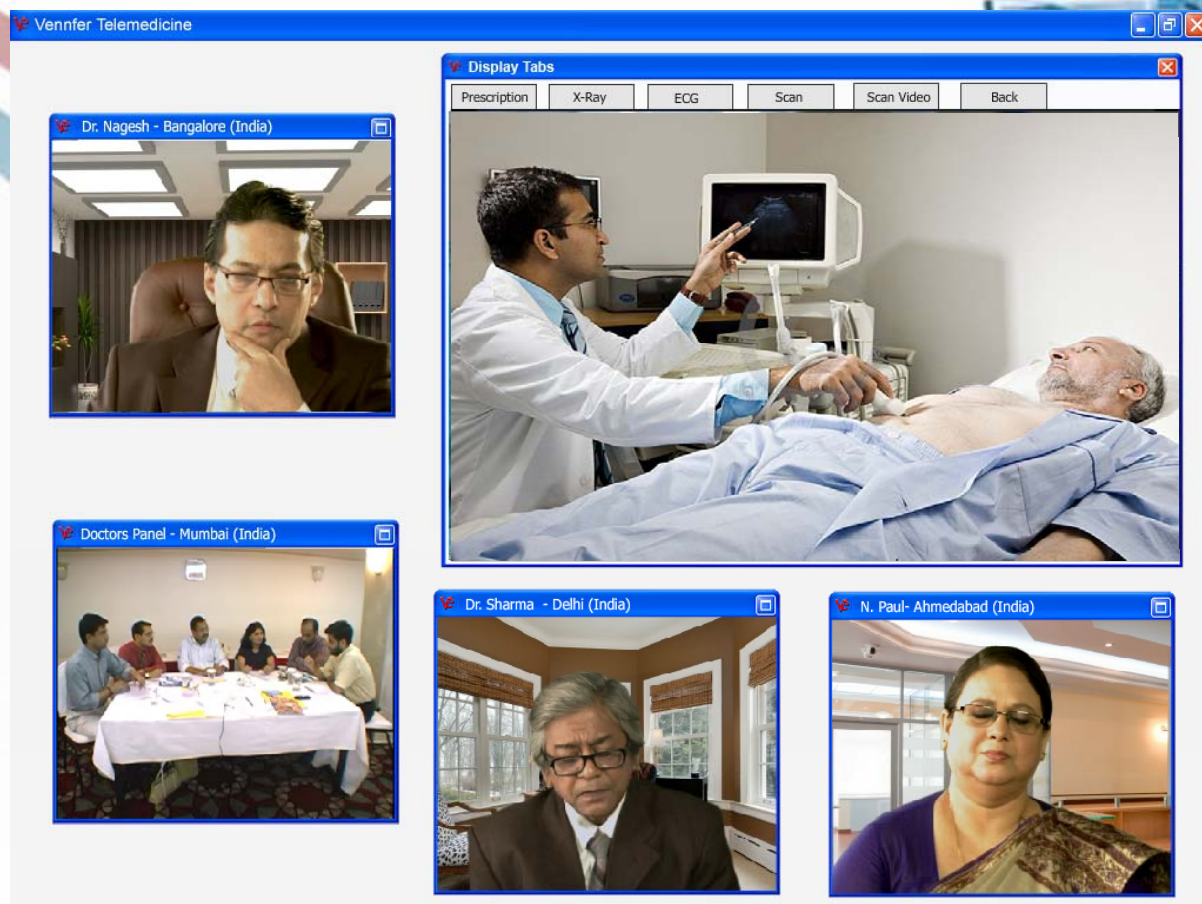 Vennfer Telemedicine
Display Tabs
Prescription
X-Ray
ECG
Scan
Scan Video
Back
Dr. Nagesh - Bangalore (India)
Doctors Panel - Mumbai (India)
Dr. Sharma - Delhi (India)
N. Paul- Ahmedabad (India)